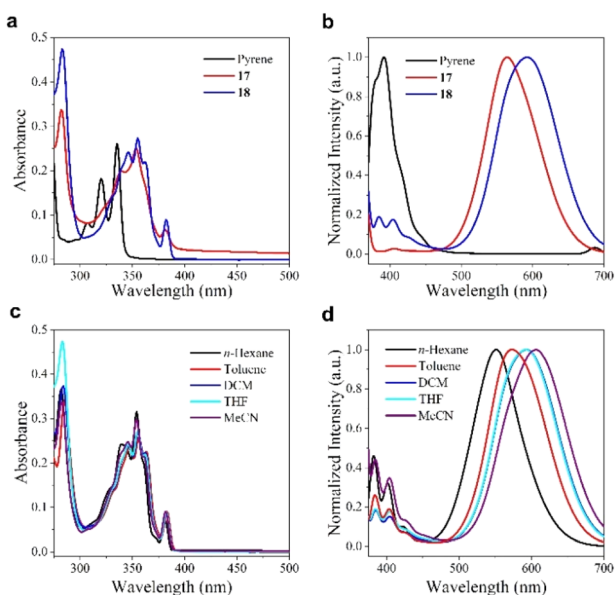 a
0.5
0.4
0.3
0.2
0.1
0.0
Absorbance
Pyrene
17
18
300 350 400 450 500
Wavelength (nm)
b
1.0
0.8
0.6
0.4
0.2
0.0
Normalized Intensity (a.u.)
Pyrene
17
18
400 500 600 700
Wavelength (nm)
c
0.5
0.4
0.3
0.2
0.1
0.0
Absorbance
n-Hexane
Toluene
DCM
THF
MeCN
300 350 400 450 500
Wavelength (nm)
d
1.0
0.8
0.6
0.4
0.2
0.0
Normalized Intensity (a.u.)
n-Hexane
Toluene
DCM
THF
MeCN
400 500 600 700
Wavelength (nm)